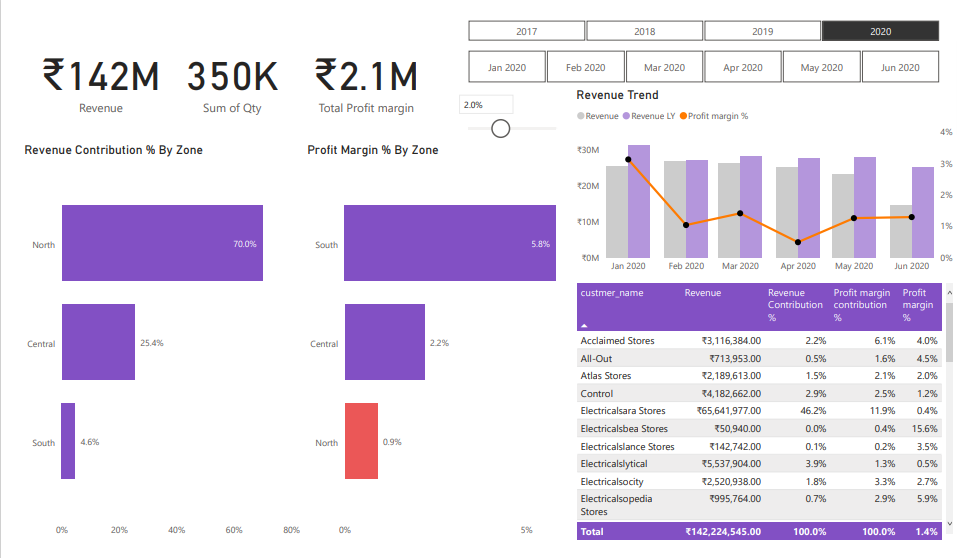 2017 2018 2019 2020
Jan 2020 Feb 2020 Mar 2020 Apr 2020 May 2020 Jun 2020
₹142M 350K ₹2.1M
Revenue Sum of Qty Total Profit margin
2.0%
Revenue Contribution % By Zone
North 70.0%
Central 25.4%
South 4.6%
0% 20% 40% 60% 80%
Profit Margin % By Zone
South 5.8%
Central 2.2%
North 0.9%
0% 5%
Revenue Trend
Revenue Revenue LY Profit margin %
4%
₹30M 3%
₹20M 2%
₹10M 1%
₹0M 0%
Jan 2020 Feb 2020 Mar 2020 Apr 2020 May 2020 Jun 2020
custmer_name Revenue Revenue Contribution % Profit margin contribution % Profit margin %
Acclaimed Stores ₹3,116,384.00 2.2% 6.1% 4.0%
All-Out ₹713,953.00 0.5% 1.6% 4.5%
Atlas Stores ₹2,189,613.00 1.5% 2.1% 2.0%
Control ₹4,182,662.00 2.9% 2.5% 1.2%
Electricalsara Stores ₹65,641,977.00 46.2% 11.9% 0.4%
Electricalsbea Stores ₹50,940.00 0.0% 0.4% 15.6%
Electricalslance Stores ₹142,742.00 0.1% 0.2% 3.5%
Electricalslytical ₹5,537,904.00 3.9% 1.3% 0.5%
Electricalsocity ₹2,520,938.00 1.8% 3.3% 2.7%
Electricalsopedia Stores ₹995,764.00 0.7% 2.9% 5.9%
Total ₹142,224,545.00 100.0% 100.0% 1.4%